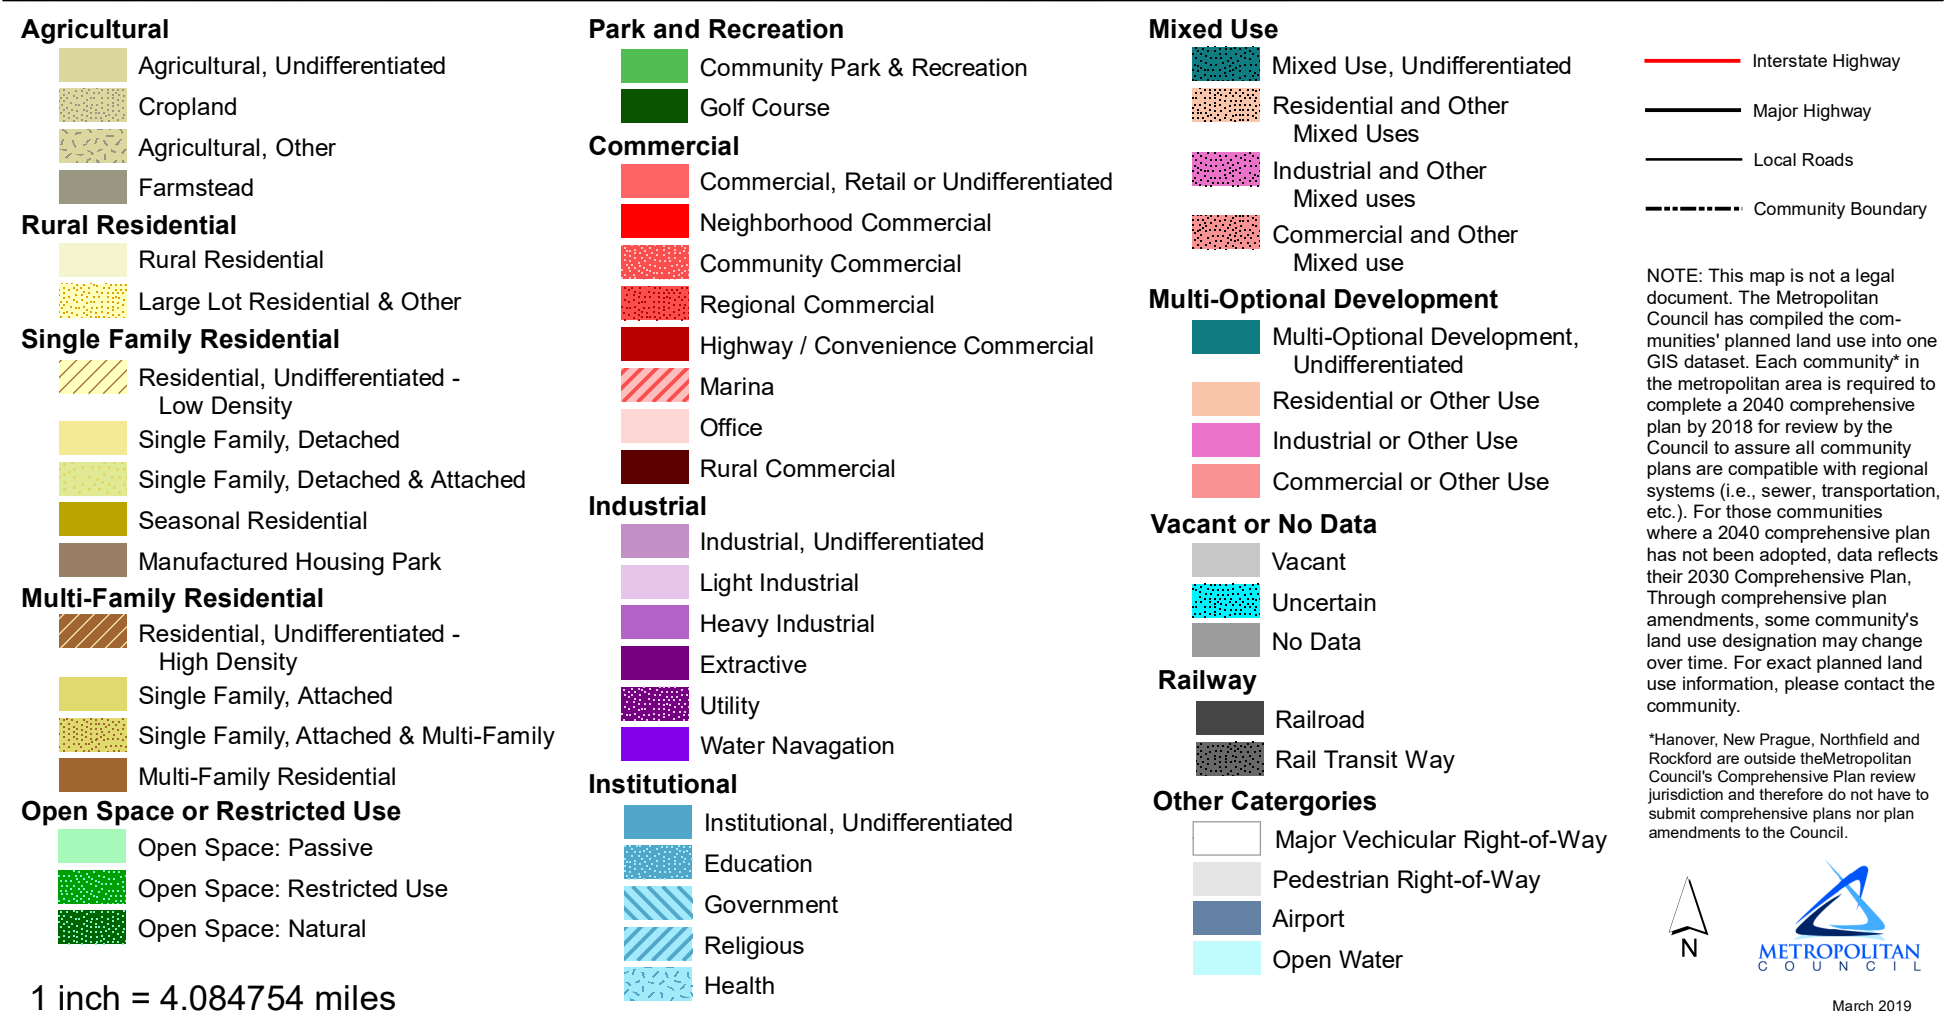 Agricultural
Agricultural, Undifferentiated
Cropland
Agricultural, Other
Farmstead
Rural Residential
Rural Residential
Large Lot Residential & Other
Single Family Residential
Residential, Undifferentiated -
Low Density
Single Family, Detached
Single Family, Detached & Attached
Seasonal Residential
Manufactured Housing Park
Multi-Family Residential
Residential, Undifferentiated -
High Density
Single Family, Attached
Single Family, Attached & Multi-Family
Multi-Family Residential
Open Space or Restricted Use
Open Space: Passive
Open Space: Restricted Use
Open Space: Natural
1 inch = 4.084754 miles
Park and Recreation
Community Park & Recreation
Golf Course
Commercial
Commercial, Retail or Undifferentiated
Neighborhood Commercial
Community Commercial
Regional Commercial
Highway / Convenience Commercial
Marina
Office
Rural Commercial
Industrial
Industrial, Undifferentiated
Light Industrial
Heavy Industrial
Extractive
Utility
Water Navagation
Institutional
Institutional, Undifferentiated
Education
Government
Religious
Health
Mixed Use
Mixed Use, Undifferentiated
Residential and Other
Mixed Uses
Industrial and Other
Mixed uses
Commercial and Other
Mixed use
Multi-Optional Development
Multi-Optional Development,
Undifferentiated
Residential or Other Use
Industrial or Other Use
Commercial or Other Use
Vacant or No Data
Vacant
Uncertain
No Data
Railway
Railroad
Rail Transit Way
Other Catergories
Major Vechicular Right-of-Way
Pedestrian Right-of-Way
Airport
Open Water
Interstate Highway
Major Highway
Local Roads
Community Boundary
NOTE: This map is not a legal
document. The Metropolitan
Council has compiled the com-
munities' planned land use into one
GIS dataset. Each community* in
the metropolitan area is required to
complete a 2040 comprehensive
plan by 2018 for review by the
Council to assure all community
plans are compatible with regional
systems (i.e., sewer, transportation,
etc.). For those communities
where a 2040 comprehensive plan
has not been adopted, data reflects
their 2030 Comprehensive Plan,
Through comprehensive plan
amendments, some community's
land use designation may change
over time. For exact planned land
use information, please contact the
community.
*Hanover, New Prague, Northfield and
Rockford are outside theMetropolitan
Council's Comprehensive Plan review
jurisdiction and therefore do not have to
submit comprehensive plans nor plan
amendments to the Council.
N
METROPOLITAN
COUNCIL
March 2019